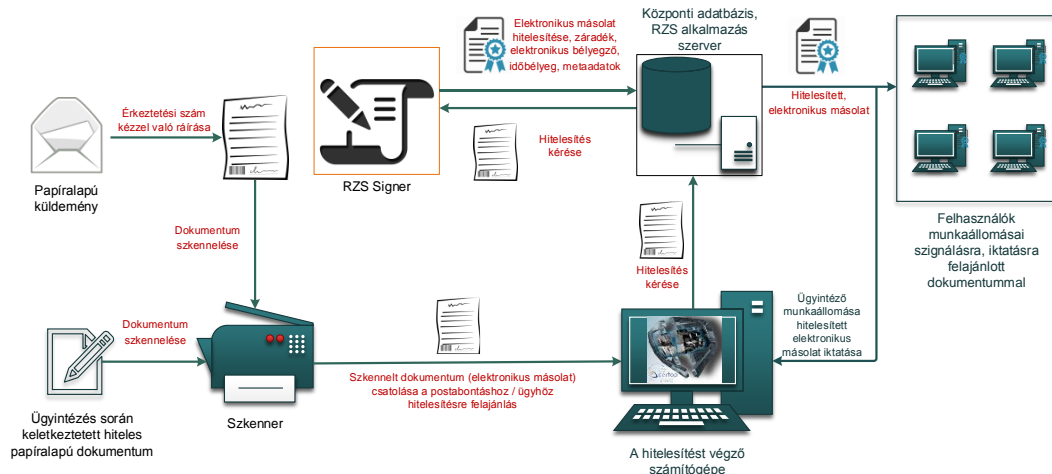 Elektronikus másolat
hitelesítése, záradék,
elektronikus bélyegző,
időbélyeg, metaadatok
Központi adatbázis,
RZS alkalmazás
szerver
Érkeztetési szám
kézzel való ráírása
Hitelesített,
elektronikus másolat
Hitelesítés
kérése
RZS Signer
Papíralapú
küldemény
Felhasználók
munkaállomásai
szignálásra, iktatásra
felajánlott
dokumentummal
Dokumentum
szkennelése
Hitelesítés
kérése
Ügyintéző
munkaállomása
hitelesített
elektronikus
másolat iktatása
Dokumentum
szkennelése
Szkennelt dokumentum (elektronikus másolat)
csatolása a postabontáshoz / ügyhöz
hitelesítésre felajánlás
Szkenner
Ügyintézés során
keletkeztetett hiteles
papíralapú dokumentum
A hitelesítést végző
számítógépe